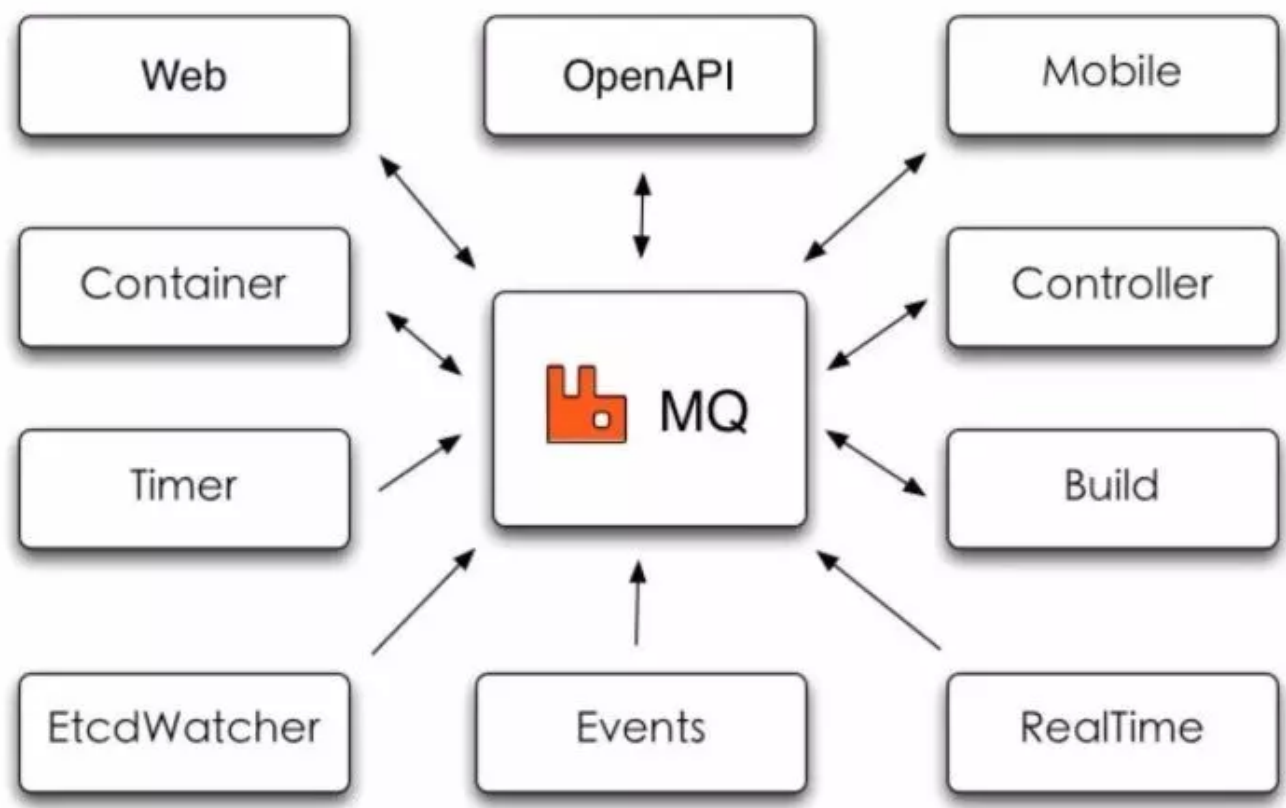 Web
OpenAPI
Mobile
Container
Controller
MQ
Timer
Build
EtcdWatcher
Events
RealTime